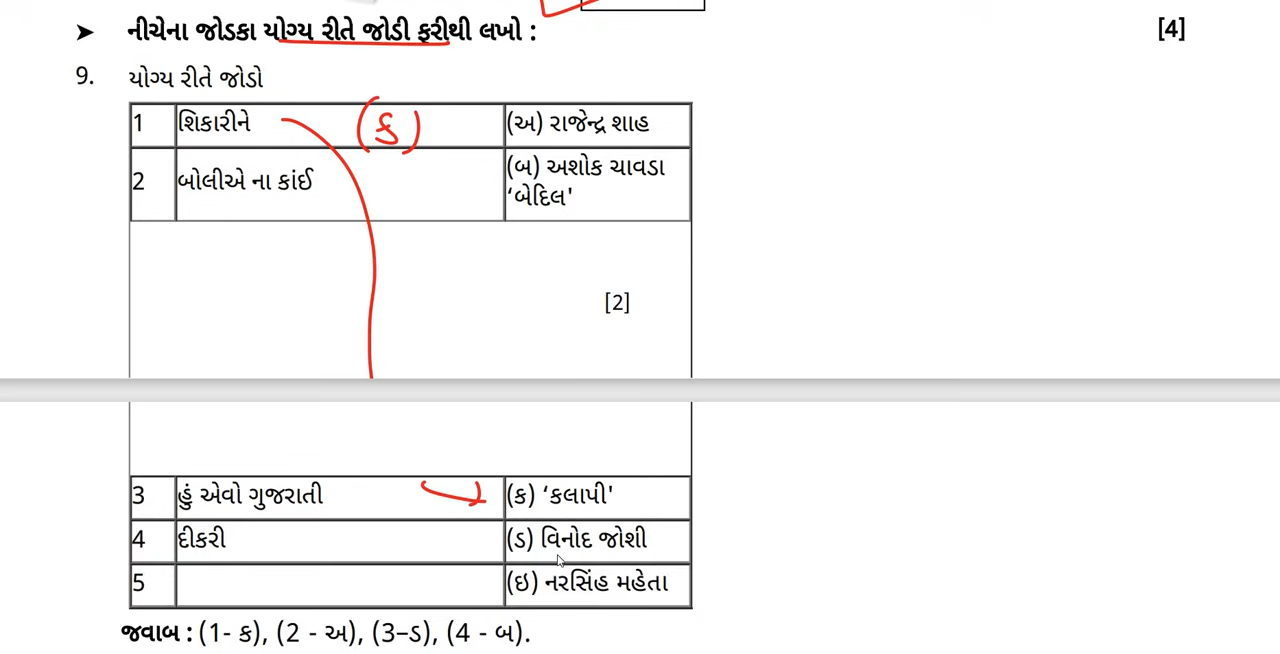 ➤ નીચેના જોડકા યોગ્ય રીતે જોડી ફરીથી લખો : [4]
9. યોગ્ય રીતે જોડો
1 શિકારીને (ક) (અ) રાજેન્દ્ર શાહ
2 બોલીએ ના કાંઈ (બ) અશોક ચાવડા
‘બેદિલ'
[2]
3 હું એવો ગુજરાતી (ક) ‘કલાપી'
4 દીકરી (ડ) વિનોદ જોશી
5 (ઇ) નરસિંહ મહેતા
જવાબ : (1- ક), (2 - અ), (3–ડ), (4 - બ).